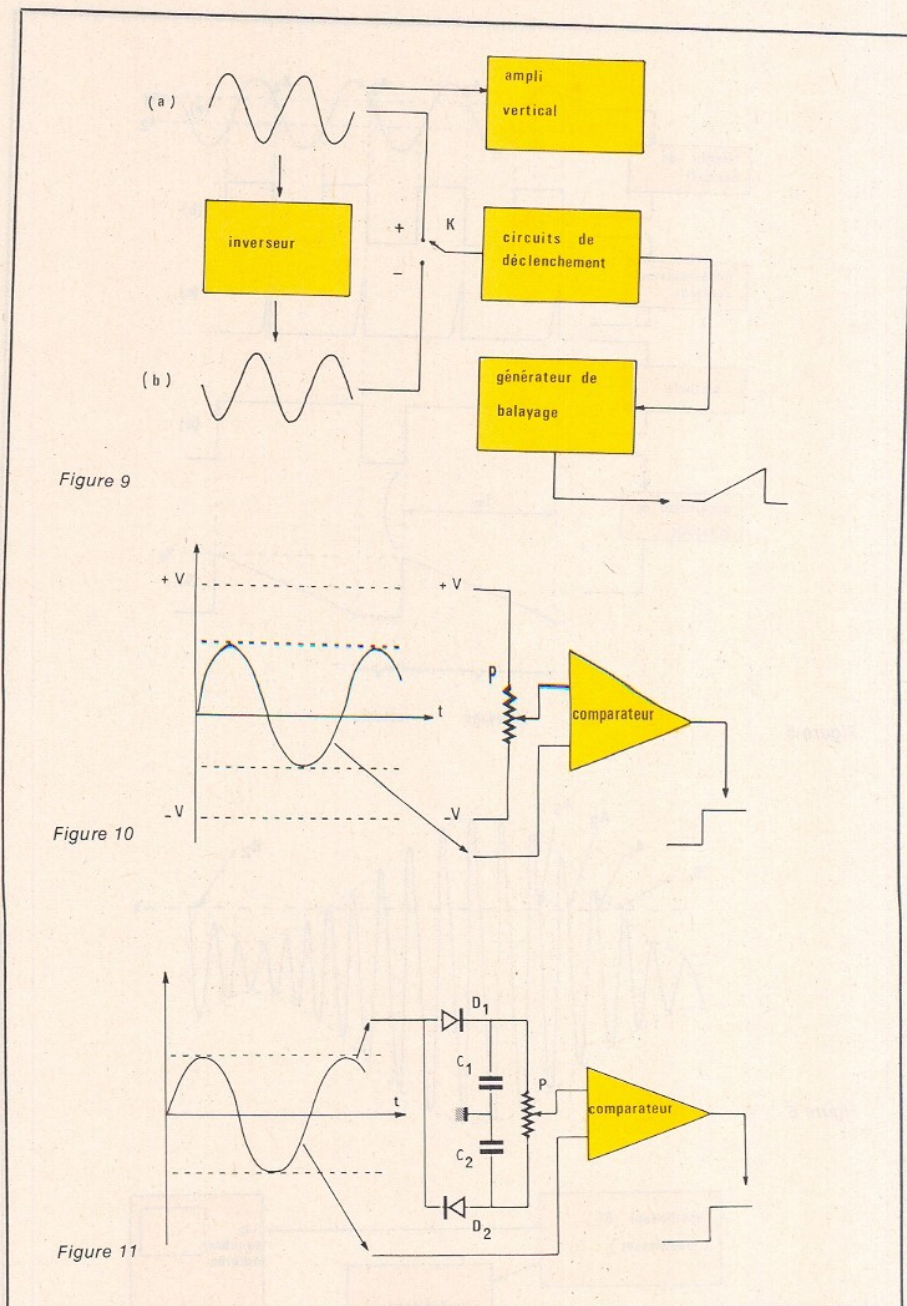 (a)
ampli
vertical
inverseur
+
K
−
circuits de
déclenchement
(b)
générateur de
balayage
Figure 9
+ V
+ V
P
t
comparateur
− V
−V
Figure 10
D1
C1
t
P
comparateur
C2
D2
Figure 11